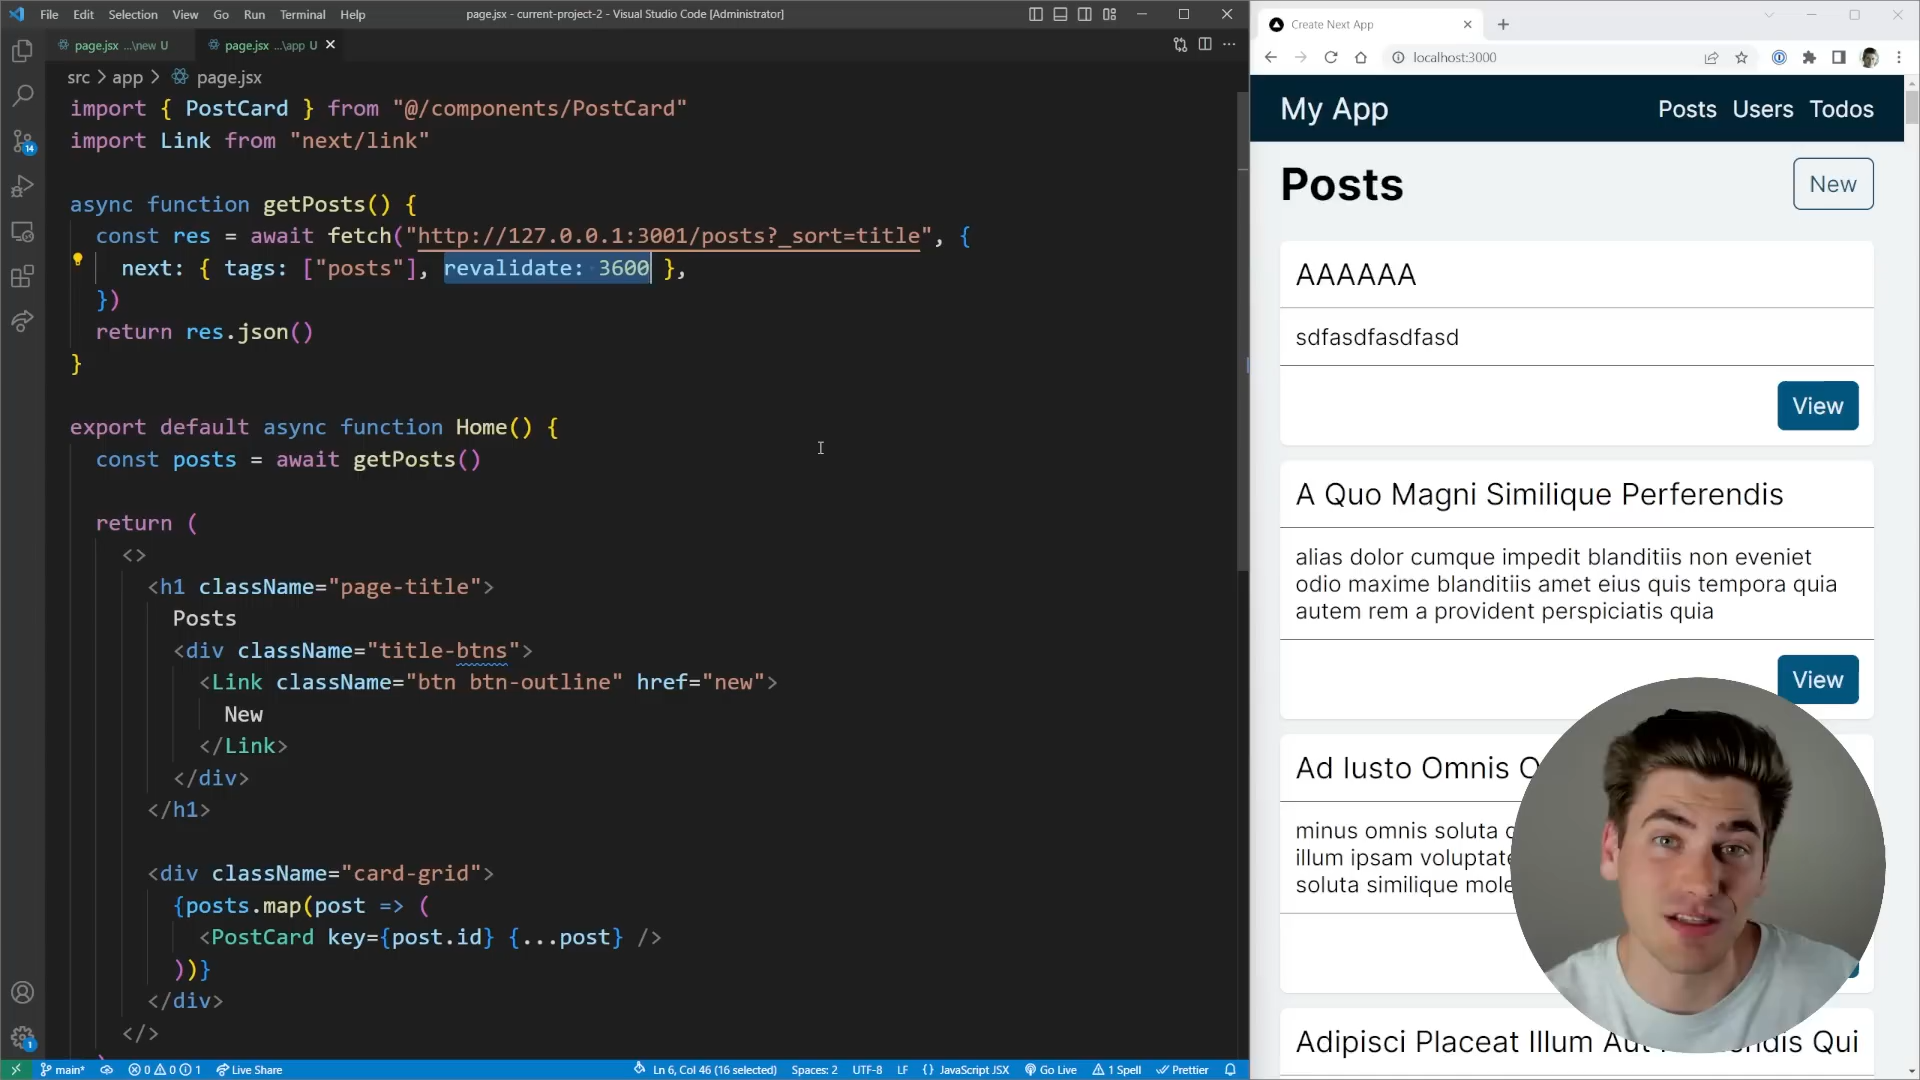 File Edit Selection View Go Run Terminal Help
page.jsx - current-project-2 - Visual Studio Code [Administrator]
page.jsx ...\new U
page.jsx ...\app U
src > app > page.jsx
import { PostCard } from "@/components/PostCard"
import Link from "next/link"
async function getPosts() {
const res = await fetch("http://127.0.0.1:3001/posts?_sort=title", {
next: { tags: ["posts"], revalidate: 3600 },
})
return res.json()
}
export default async function Home() {
const posts = await getPosts()
return (
<>
<h1 className="page-title">
Posts
<div className="title-btns">
<Link className="btn btn-outline" href="new">
New
</Link>
</div>
</h1>
<div className="card-grid">
{posts.map(post => (
<PostCard key={post.id} {...post} />
))}
</div>
</>
)
14
1
main*
0 0 1
Live Share
Ln 6, Col 46 (16 selected)
Spaces: 2
UTF-8
LF
{} JavaScript JSX
Go Live
1 Spell
Prettier
Create Next App
localhost:3000
My App
Posts Users Todos
Posts
New
AAAAAA
sdfasdfasdfasd
View
A Quo Magni Similique Perferendis
alias dolor cumque impedit blanditiis non eveniet
odio maxime blanditiis amet eius quis tempora quia
autem rem a provident perspiciatis quia
View
Ad Iusto Omnis
minus omnis soluta
illum ipsam
soluta similique
Adipisci Placeat Illum Aut Qui